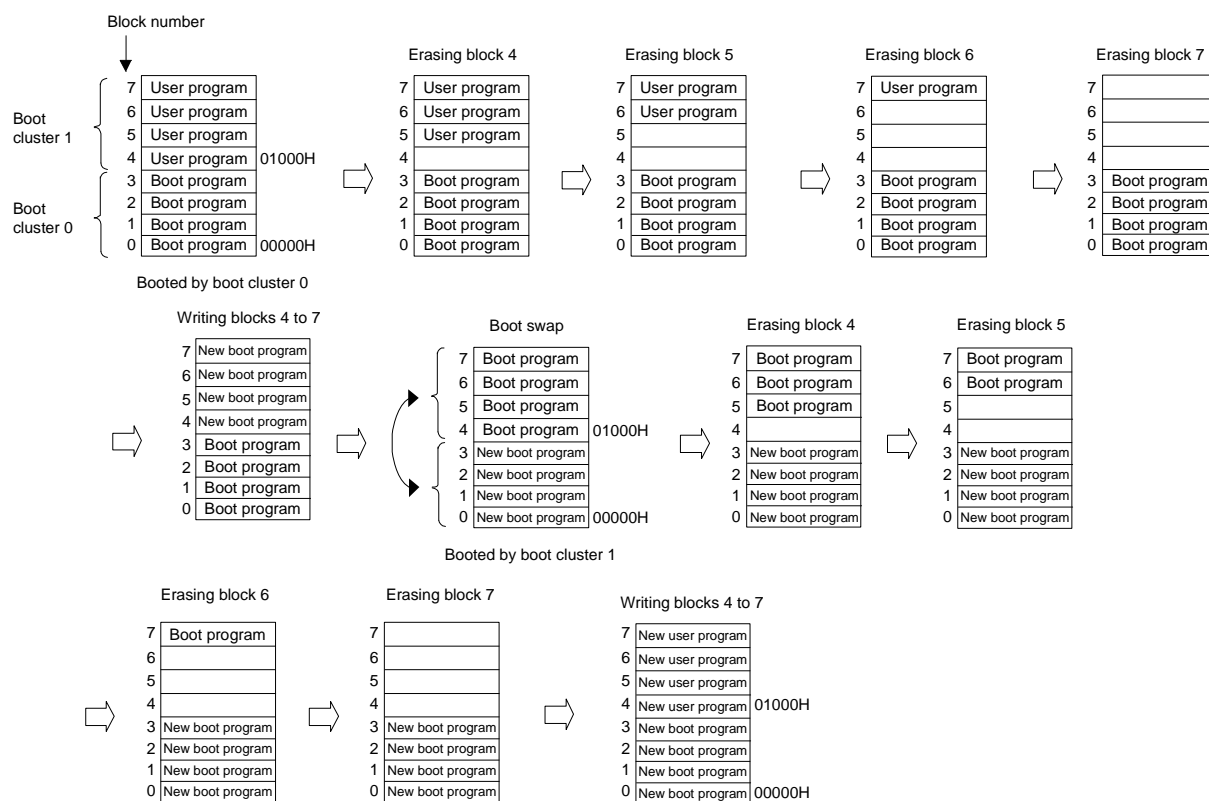 Block number
Boot
cluster 1
Boot
cluster 0
7 User program
6 User program
5 User program
4 User program 01000H
3 Boot program
2 Boot program
1 Boot program
0 Boot program 00000H
Booted by boot cluster 0
Erasing block 4
7 User program
6 User program
5 User program
4
3 Boot program
2 Boot program
1 Boot program
0 Boot program
Erasing block 5
7 User program
6 User program
5
4
3 Boot program
2 Boot program
1 Boot program
0 Boot program
Erasing block 6
7 User program
6
5
4
3 Boot program
2 Boot program
1 Boot program
0 Boot program
Erasing block 7
7
6
5
4
3 Boot program
2 Boot program
1 Boot program
0 Boot program
Writing blocks 4 to 7
7 New boot program
6 New boot program
5 New boot program
4 New boot program
3 Boot program
2 Boot program
1 Boot program
0 Boot program
Boot swap
7 Boot program
6 Boot program
5 Boot program
4 Boot program 01000H
3 New boot program
2 New boot program
1 New boot program
0 New boot program 00000H
Booted by boot cluster 1
Erasing block 4
7 Boot program
6 Boot program
5 Boot program
4
3 New boot program
2 New boot program
1 New boot program
0 New boot program
Erasing block 5
7 Boot program
6 Boot program
5
4
3 New boot program
2 New boot program
1 New boot program
0 New boot program
Erasing block 6
7 Boot program
6
5
4
3 New boot program
2 New boot program
1 New boot program
0 New boot program
Erasing block 7
7
6
5
4
3 New boot program
2 New boot program
1 New boot program
0 New boot program
Writing blocks 4 to 7
7 New user program
6 New user program
5 New user program
4 New user program 01000H
3 New boot program
2 New boot program
1 New boot program
0 New boot program 00000H